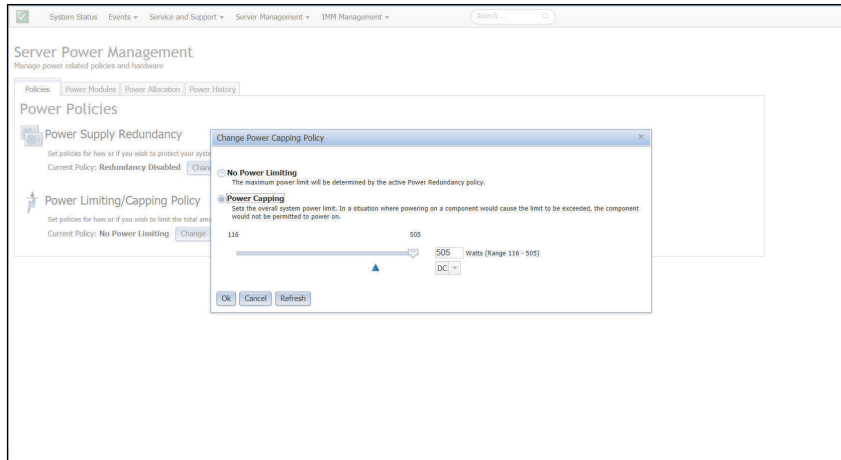 System Status Events Service and Support Server Management IMM Management Search ...
Server Power Management
Manage power related policies and hardware
Policies Power Modules Power Allocation Power History
Power Policies
Power Supply Redundancy
Set policies for how or if you wish to protect your syste
Current Policy: Redundancy Disabled Chan
Power Limiting/Capping Policy
Set policies for how or if you wish to limit the total amo
Current Policy: No Power Limiting Change
Change Power Capping Policy x
No Power Limiting
The maximum power limit will be determined by the active Power Redundancy policy.
Power Capping
Sets the overall system power limit. In a situation where powering on a component would cause the limit to be exceeded, the component
would not be permitted to power on.
116 505
505 Watts (Range 116 - 505)
DC
Ok Cancel Refresh